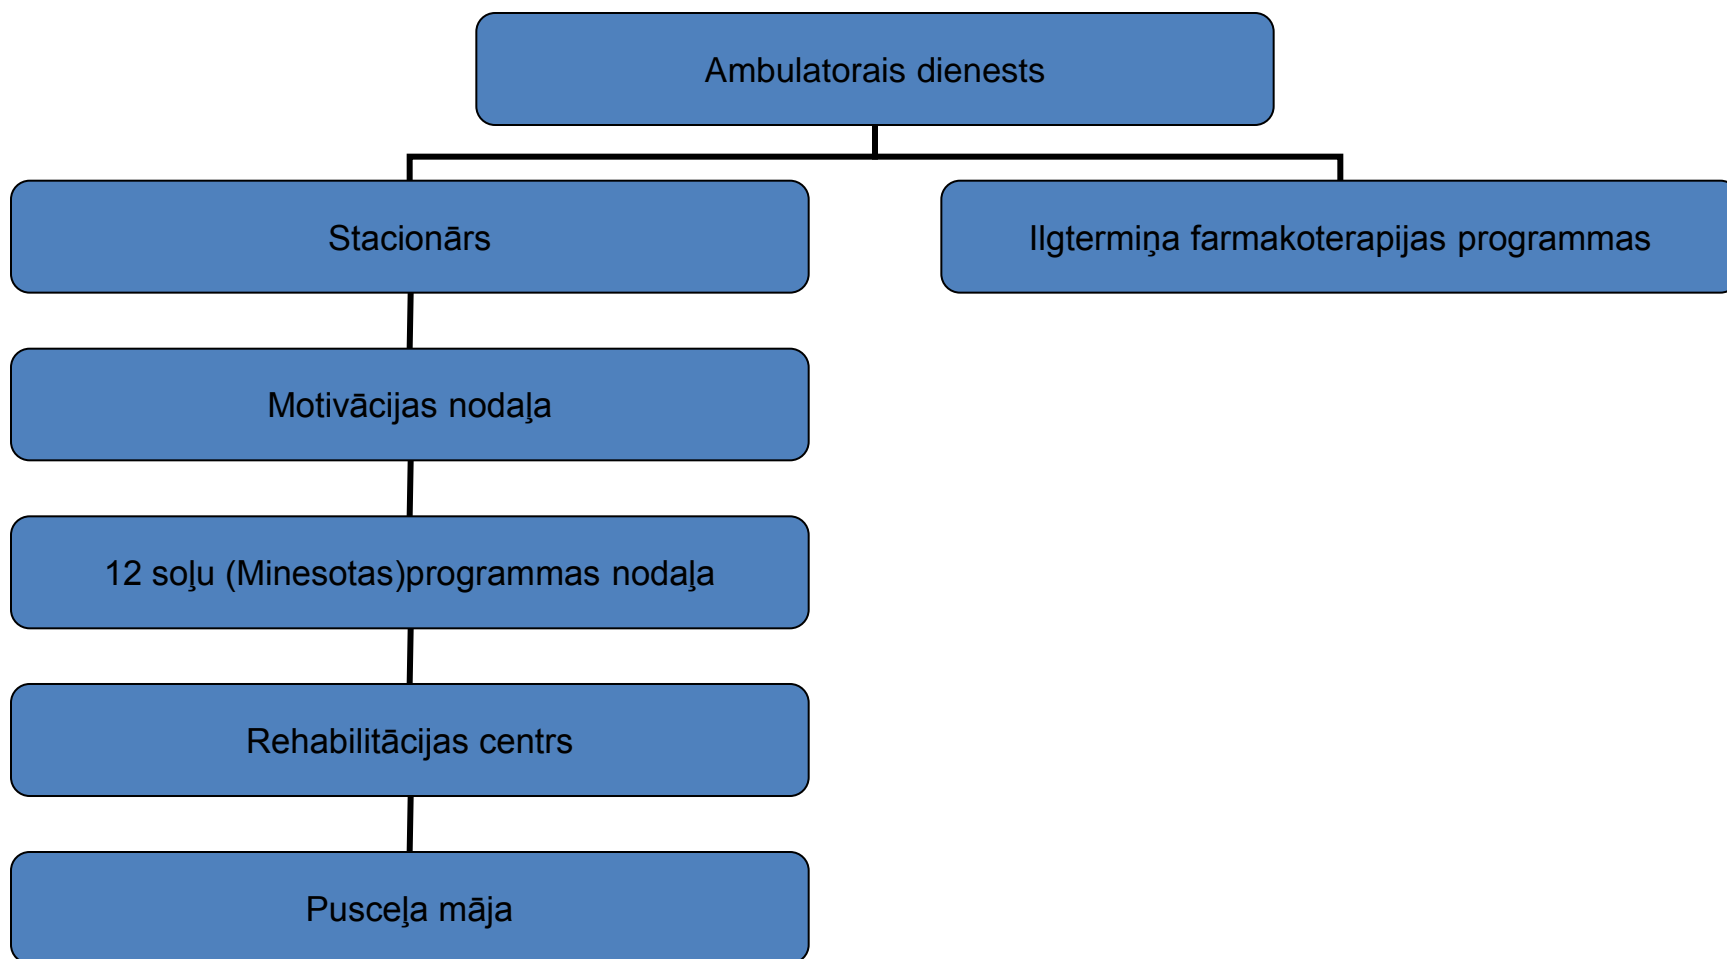 Ambulatorais dienests
Stacionārs
Ilgtermiņa farmakoterapijas programmas
Motivācijas nodaļa
12 soļu (Minesotas)programmas nodaļa
Rehabilitācijas centrs
Pusceļa māja